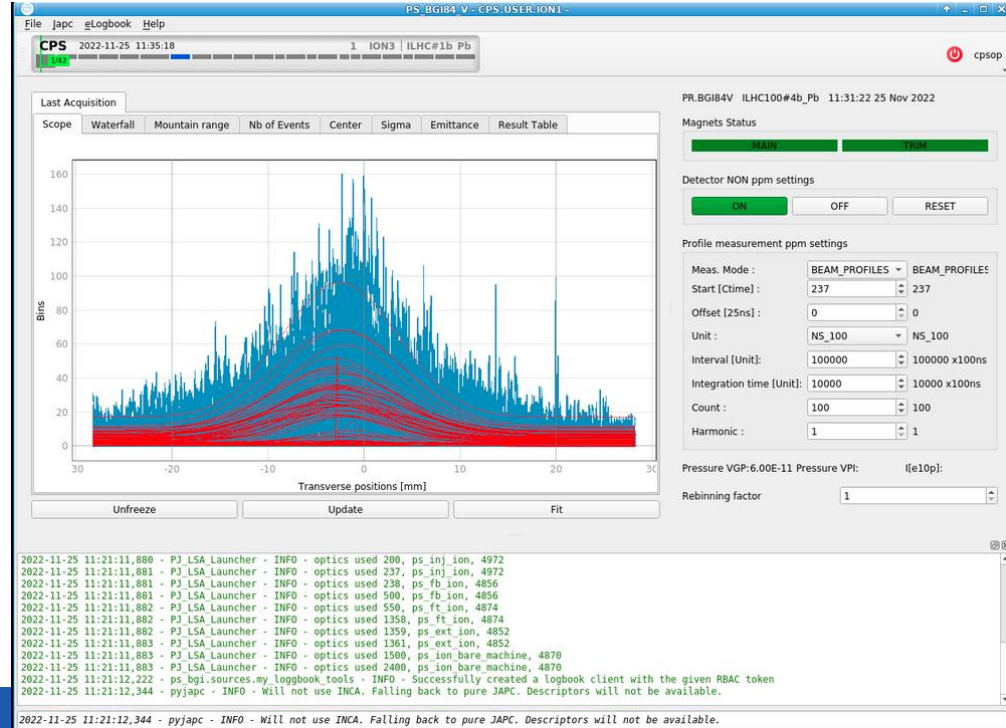 PS_BGI84_V - CPS.USER.ION1 -
File Japc eLogbook Help
CPS 2022-11-25 11:35:18 1 ION3 ILHC#1b Pb
1/42
cpsop
Last Acquisition
Scope Waterfall Mountain range Nb of Events Center Sigma Emittance Result Table
160
140
120
100
80
60
40
20
0
Bins
30 -20 -10 0 10 20 30
Transverse positions [mm]
Unfreeze Update Fit
PR.BGI84V ILHC100#4b_Pb 11:31:22 25 Nov 2022
Magnets Status
MAIN TRIM
Detector NON ppm settings
ON OFF RESET
Profile measurement ppm settings
Meas. Mode : BEAM_PROFILES BEAM_PROFILES
Start [Ctime] : 237 237
Offset [25ns] : 0 0
Unit : NS_100 NS_100
Interval [Unit]: 100000 100000 x100ns
Integration time [Unit]: 10000 10000 x100ns
Count : 100 100
Harmonic : 1 1
Pressure VGP:6.00E-11 Pressure VPI: I[e10p]:
Rebinning factor 1
2022-11-25 11:21:11,880 - PJ_LSA_Launcher - INFO - optics used 200, ps_inj_ion, 4972
2022-11-25 11:21:11,881 - PJ_LSA_Launcher - INFO - optics used 237, ps_inj_ion, 4972
2022-11-25 11:21:11,881 - PJ_LSA_Launcher - INFO - optics used 238, ps_fb_ion, 4856
2022-11-25 11:21:11,881 - PJ_LSA_Launcher - INFO - optics used 500, ps_fb_ion, 4856
2022-11-25 11:21:11,882 - PJ_LSA_Launcher - INFO - optics used 550, ps_ft_ion, 4874
2022-11-25 11:21:11,882 - PJ_LSA_Launcher - INFO - optics used 1358, ps_ft_ion, 4874
2022-11-25 11:21:11,882 - PJ_LSA_Launcher - INFO - optics used 1359, ps_ext_ion, 4852
2022-11-25 11:21:11,883 - PJ_LSA_Launcher - INFO - optics used 1361, ps_ext_ion, 4852
2022-11-25 11:21:11,883 - PJ_LSA_Launcher - INFO - optics used 1500, ps_ion_bare_machine, 4870
2022-11-25 11:21:11,883 - PJ_LSA_Launcher - INFO - optics used 2400, ps_ion_bare_machine, 4870
2022-11-25 11:21:12,222 - ps_bgi.sources.my_loggbook_tools - INFO - Successfully created a logbook client with the given RBAC token
2022-11-25 11:21:12,344 - pyjapc - INFO - Will not use INCA. Falling back to pure JAPC. Descriptors will not be available.
2022-11-25 11:21:12,344 - pyjapc - INFO - Will not use INCA. Falling back to pure JAPC. Descriptors will not be available.